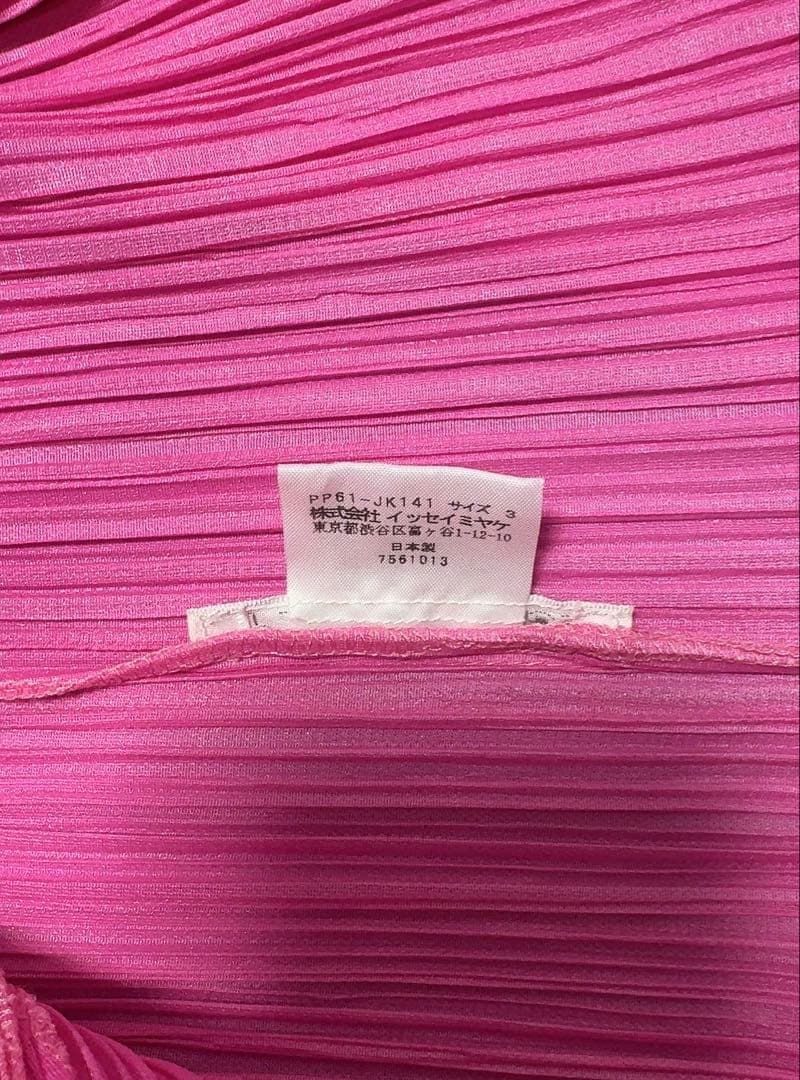 PP61-JK141 サイズ 3
株式会社 イッセイミヤケ
東京都渋谷区富ヶ谷1-12-10
日本製
7561013